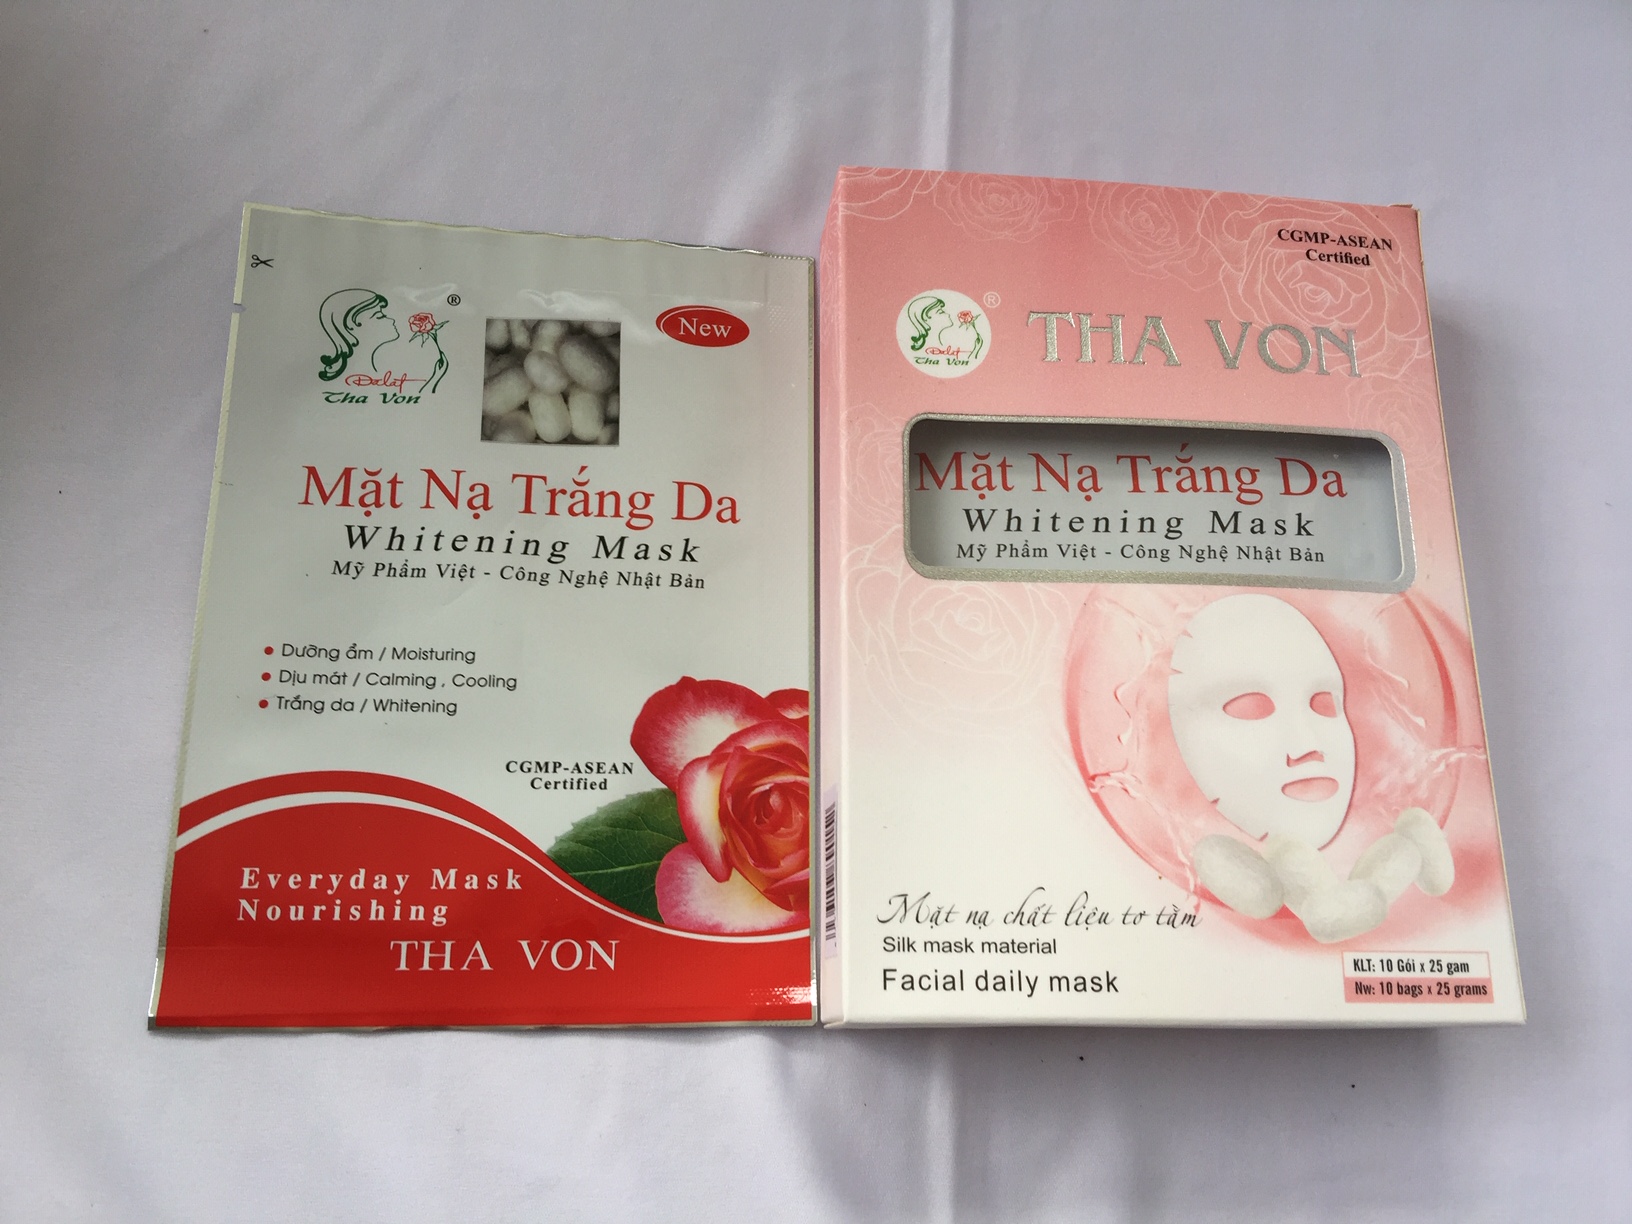 ®
Dalat
Tha Von
New
Mặt Nạ Trắng Da
Whitening Mask
Mỹ Phẩm Việt - Công Nghệ Nhật Bản
Dưỡng ẩm / Moisturing
Dịu mát / Calming , Cooling
Trắng da / Whitening
CGMP-ASEAN
Certified
Everyday Mask
Nourishing
THA VON
CGMP-ASEAN
Certified
®
Dalat
Tha Von
THA VON
Mặt Nạ Trắng Da
Whitening Mask
Mỹ Phẩm Việt - Công Nghệ Nhật Bản
Mặt nạ chất liệu tơ tằm
Silk mask material
Facial daily mask
KLT: 10 Gói x 25 gam
Nw: 10 bags x 25 grams